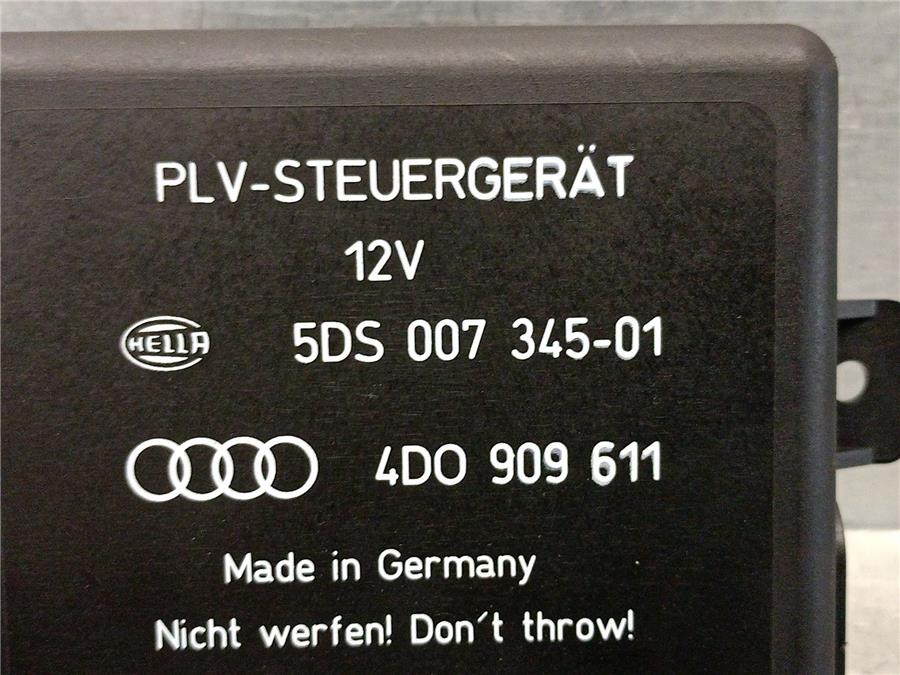 PLV-STEUERGERÄT
12V
HELLA 5DS 007 345-01
4D0 909 611
Made in Germany
Nicht werfen! Don´t throw!